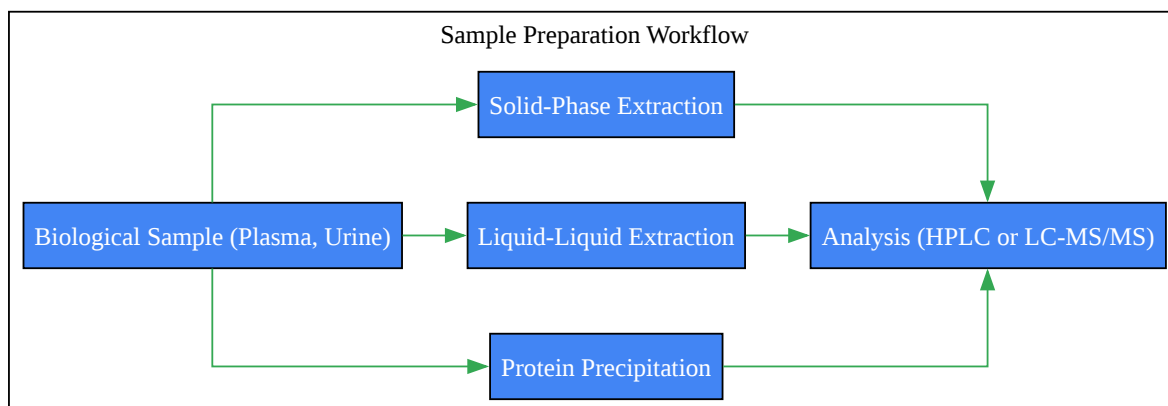 Sample Preparation Workflow
Solid-Phase Extraction
Biological Sample (Plasma, Urine)
Liquid-Liquid Extraction
Analysis (HPLC or LC-MS/MS)
Protein Precipitation